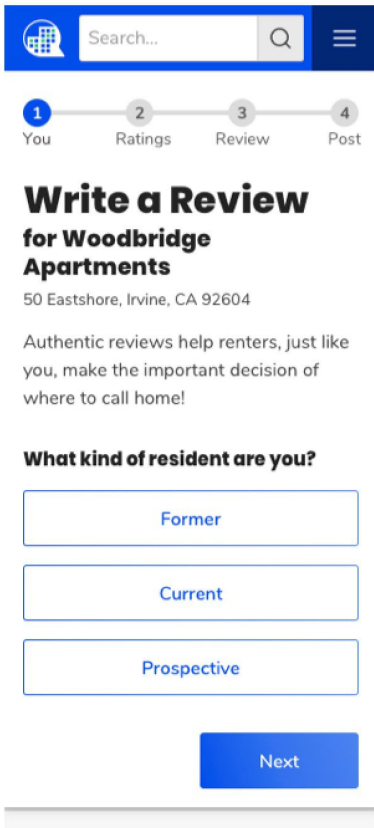 Search...
1 2 3 4
You Ratings Review Post
Write a Review
for Woodbridge
Apartments
50 Eastshore, Irvine, CA 92604
Authentic reviews help renters, just like
you, make the important decision of
where to call home!
What kind of resident are you?
Former
Current
Prospective
Next